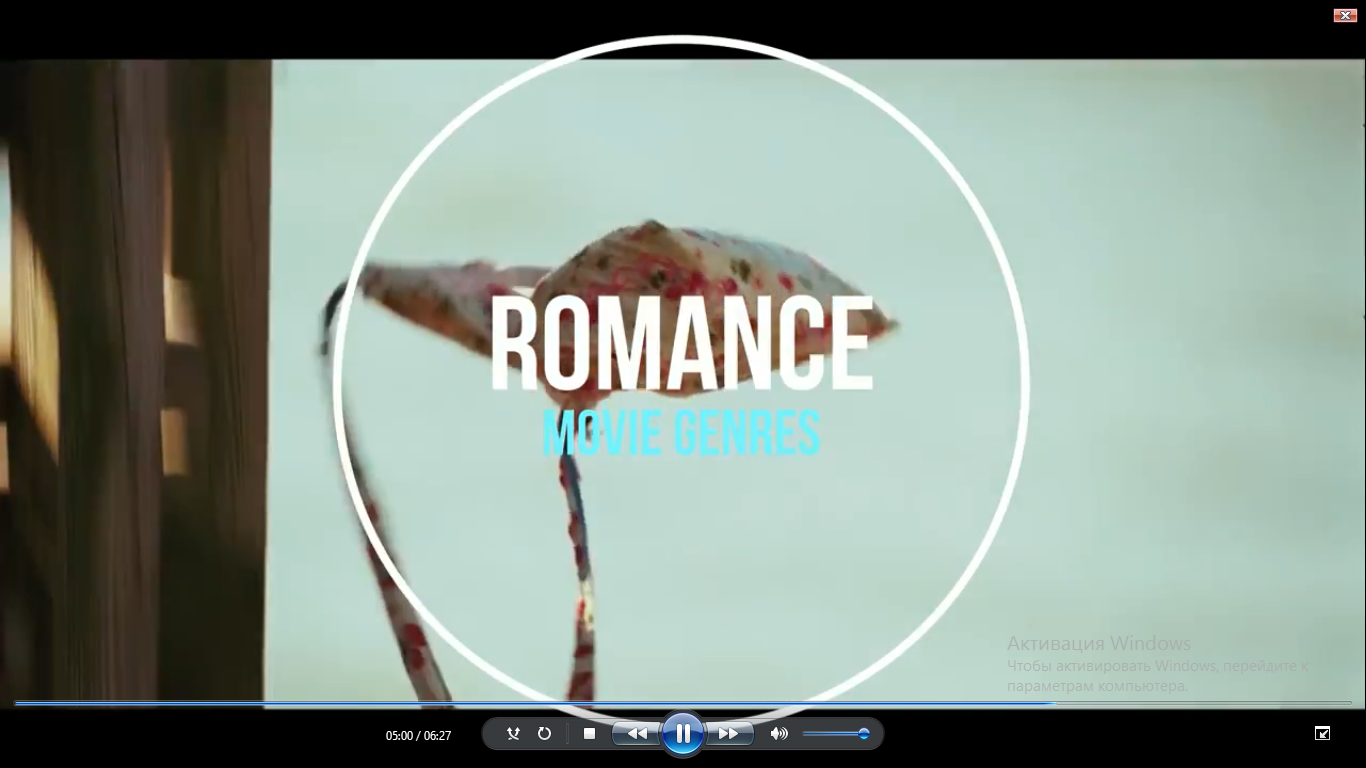 ROMANCE
MOVIE GENRES
Активация Windows
Чтобы активировать Windows, перейдите к
параметрам компьютера.
05:00 / 06:27